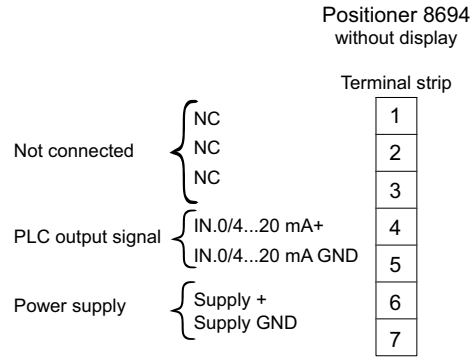 Positioner 8694
without display
Terminal strip
NC 1
Not connected NC 2
NC 3
PLC output signal IN.0/4...20 mA+ 4
IN.0/4...20 mA GND 5
Power supply Supply + 6
Supply GND 7